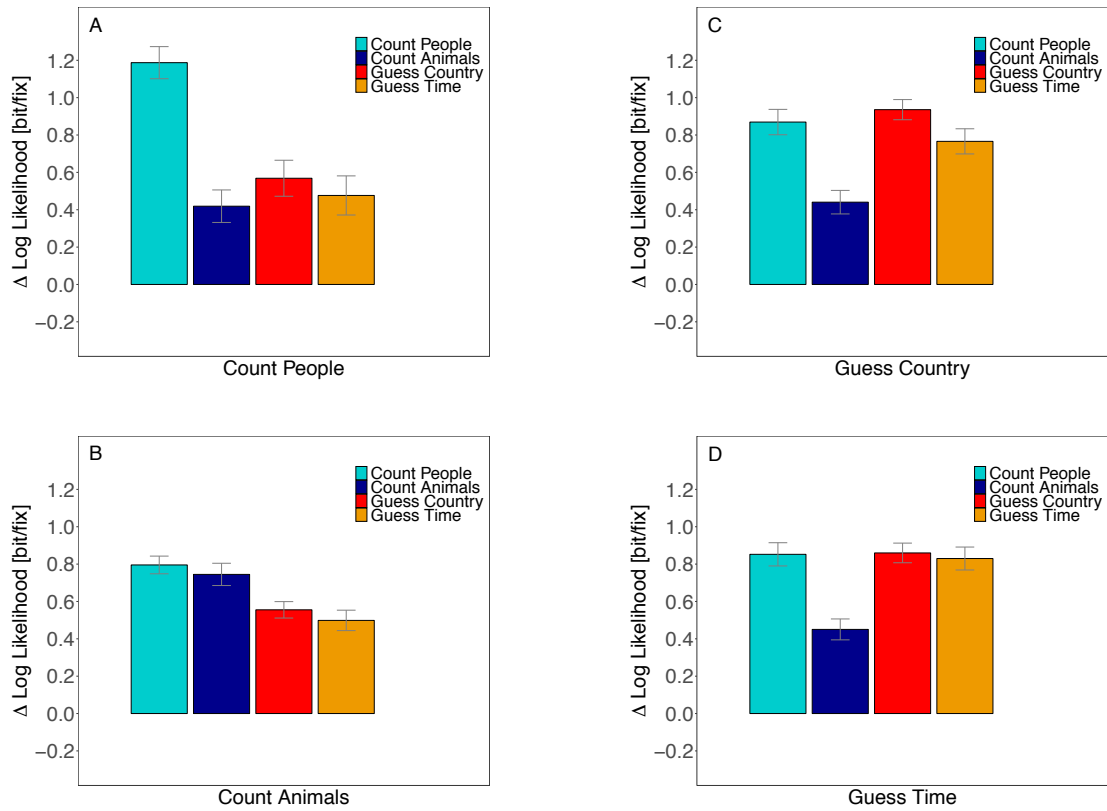 A
Count People
Count Animals
Guess Country
Guess Time
1.2
1.0
0.8
0.6
0.4
0.2
0.0
−0.2
Δ Log Likelihood [bit/fix]
Count People
C
Count People
Count Animals
Guess Country
Guess Time
1.2
1.0
0.8
0.6
0.4
0.2
0.0
−0.2
Δ Log Likelihood [bit/fix]
Guess Country
B
Count People
Count Animals
Guess Country
Guess Time
1.2
1.0
0.8
0.6
0.4
0.2
0.0
−0.2
Δ Log Likelihood [bit/fix]
Count Animals
D
Count People
Count Animals
Guess Country
Guess Time
1.2
1.0
0.8
0.6
0.4
0.2
0.0
−0.2
Δ Log Likelihood [bit/fix]
Guess Time